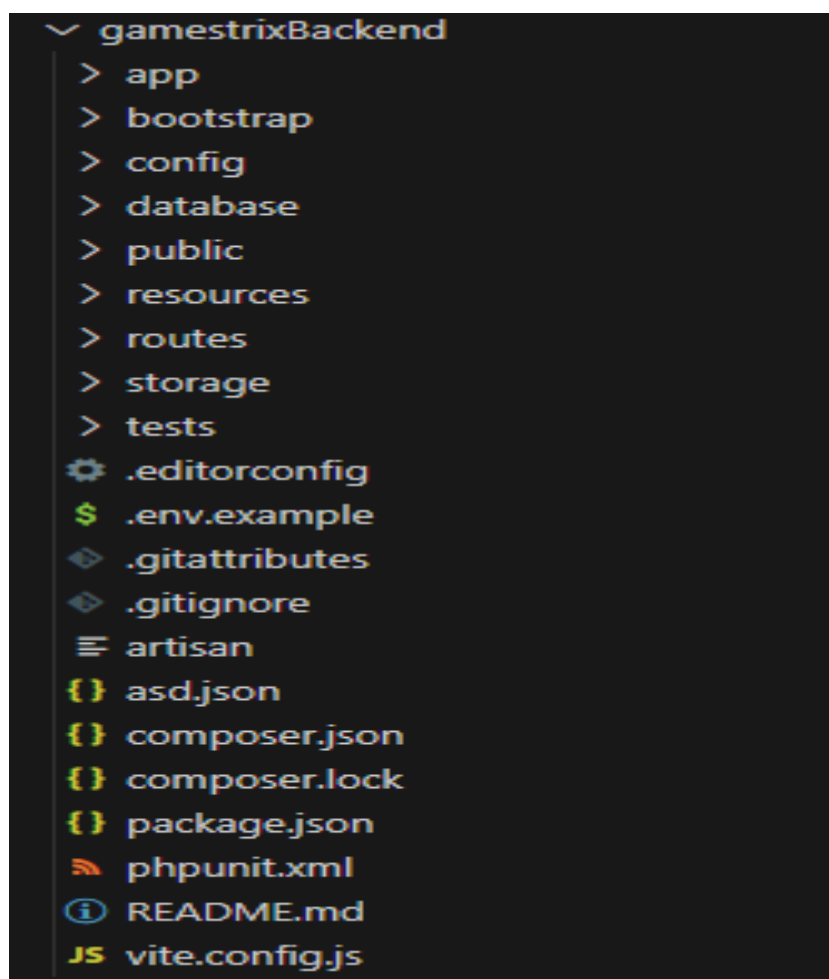 gamestrixBackend
app
bootstrap
config
database
public
resources
routes
storage
tests
.editorconfig
$ .env.example
.gitattributes
.gitignore
artisan
{} asd.json
{} composer.json
{} composer.lock
{} package.json
phpunit.xml
README.md
JS vite.config.js